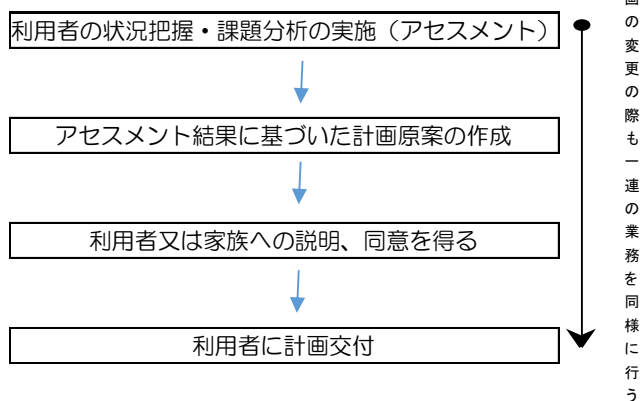 利用者の状況把握・課題分析の実施（アセスメント）
アセスメント結果に基づいた計画原案の作成
利用者又は家族への説明、同意を得る
利用者に計画交付
画の変更の際も一連の業務を同様に行う